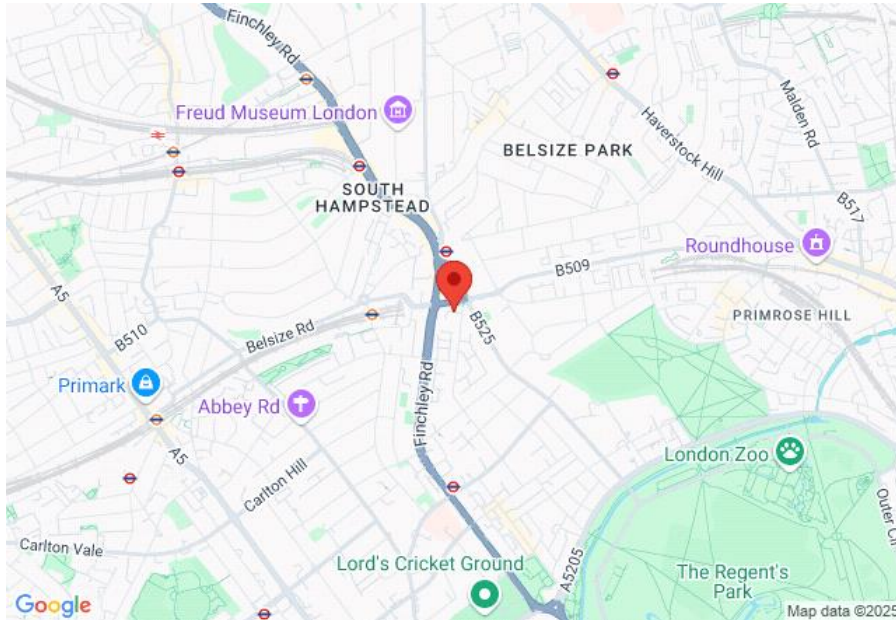 Finchley Rd
Freud Museum London
BELSIZE PARK
Haverstock Hill
Malden Rd
SOUTH
HAMPSTEAD
B517
Roundhouse
A5
B509
B510
Belsize Rd
B525
PRIMROSE HILL
Primark
Abbey Rd
Finchley Rd
A5
London Zoo
Carlton Hill
Outer Cir
Carlton Vale
Lord's Cricket Ground
A5205
The Regent's
Park
Google
Map data ©2025